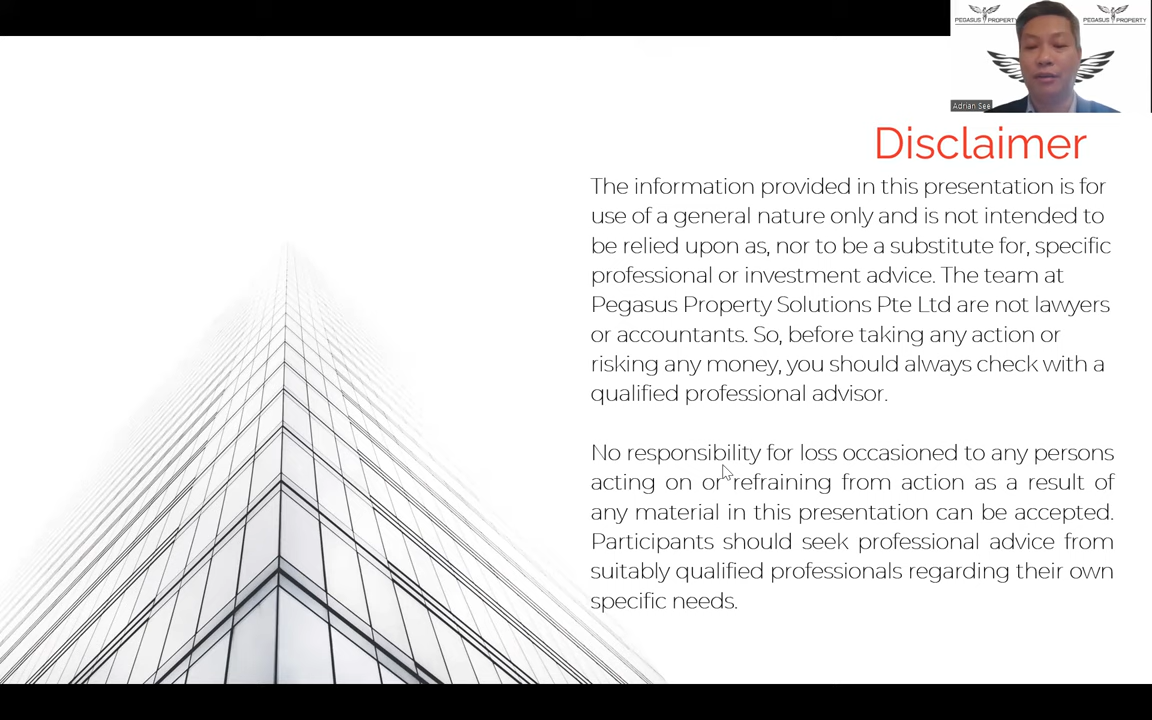 PEGASUS PROPERTY
PEGASUS PROPERTY
Adrian See
Disclaimer
The information provided in this presentation is for
use of a general nature only and is not intended to
be relied upon as, nor to be a substitute for, specific
professional or investment advice. The team at
Pegasus Property Solutions Pte Ltd are not lawyers
or accountants. So, before taking any action or
risking any money, you should always check with a
qualified professional advisor.
No responsibility for loss occasioned to any persons
acting on or refraining from action as a result of
any material in this presentation can be accepted.
Participants should seek professional advice from
suitably qualified professionals regarding their own
specific needs.